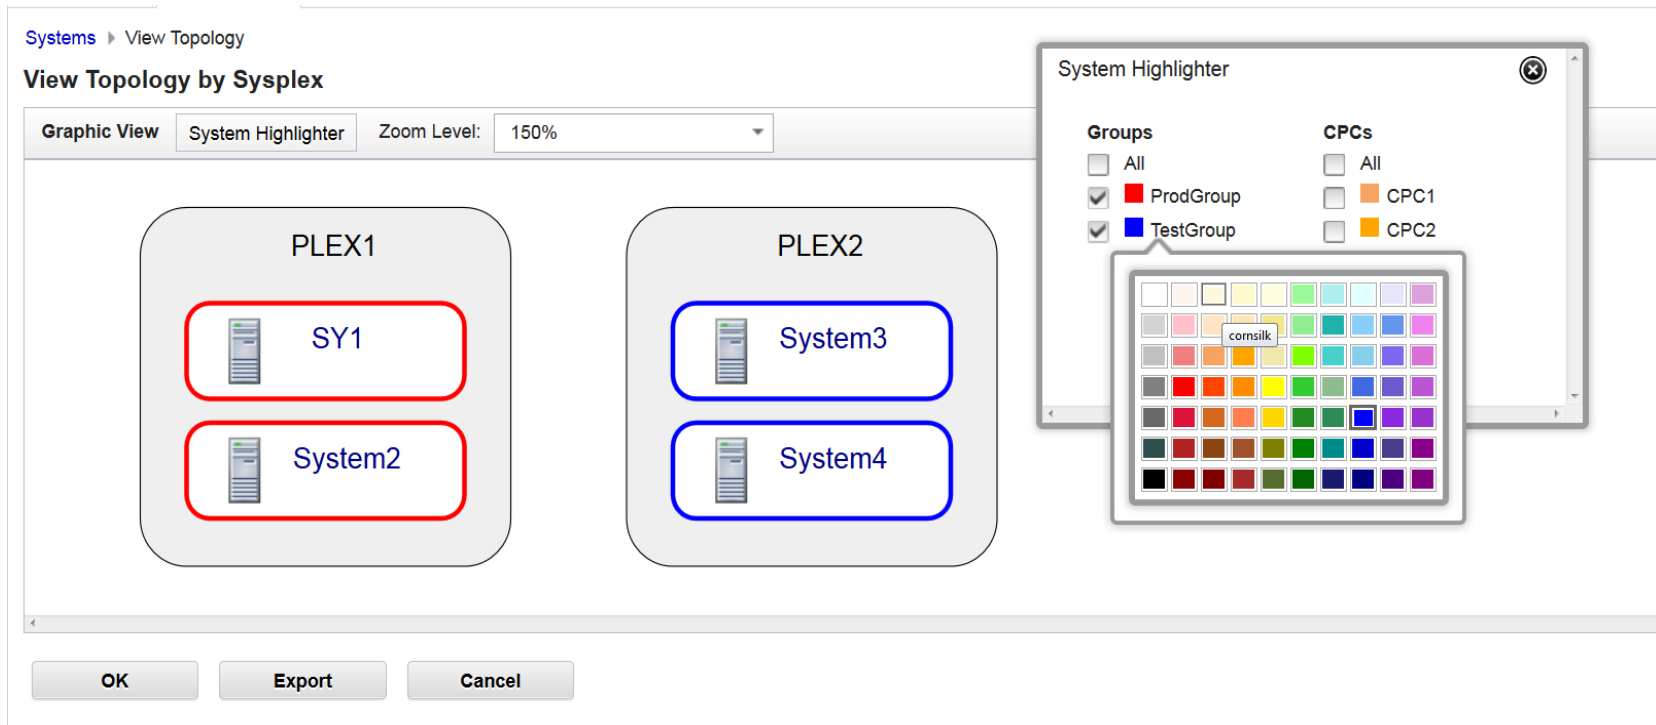 Systems View Topology
View Topology by Sysplex
Graphic View System Highlighter Zoom Level: 150%
PLEX1
SY1
System2
PLEX2
System3
System4
System Highlighter
Groups CPCs
All All
ProdGroup CPC1
TestGroup CPC2
cornsilk
OK Export Cancel